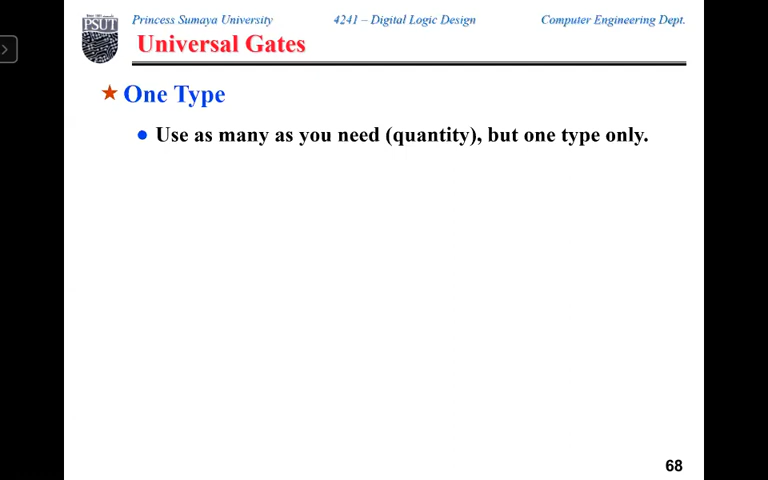 Princess Sumaya University 4241 – Digital Logic Design Computer Engineering Dept.
PSUT
Universal Gates
One Type
Use as many as you need (quantity), but one type only.
68